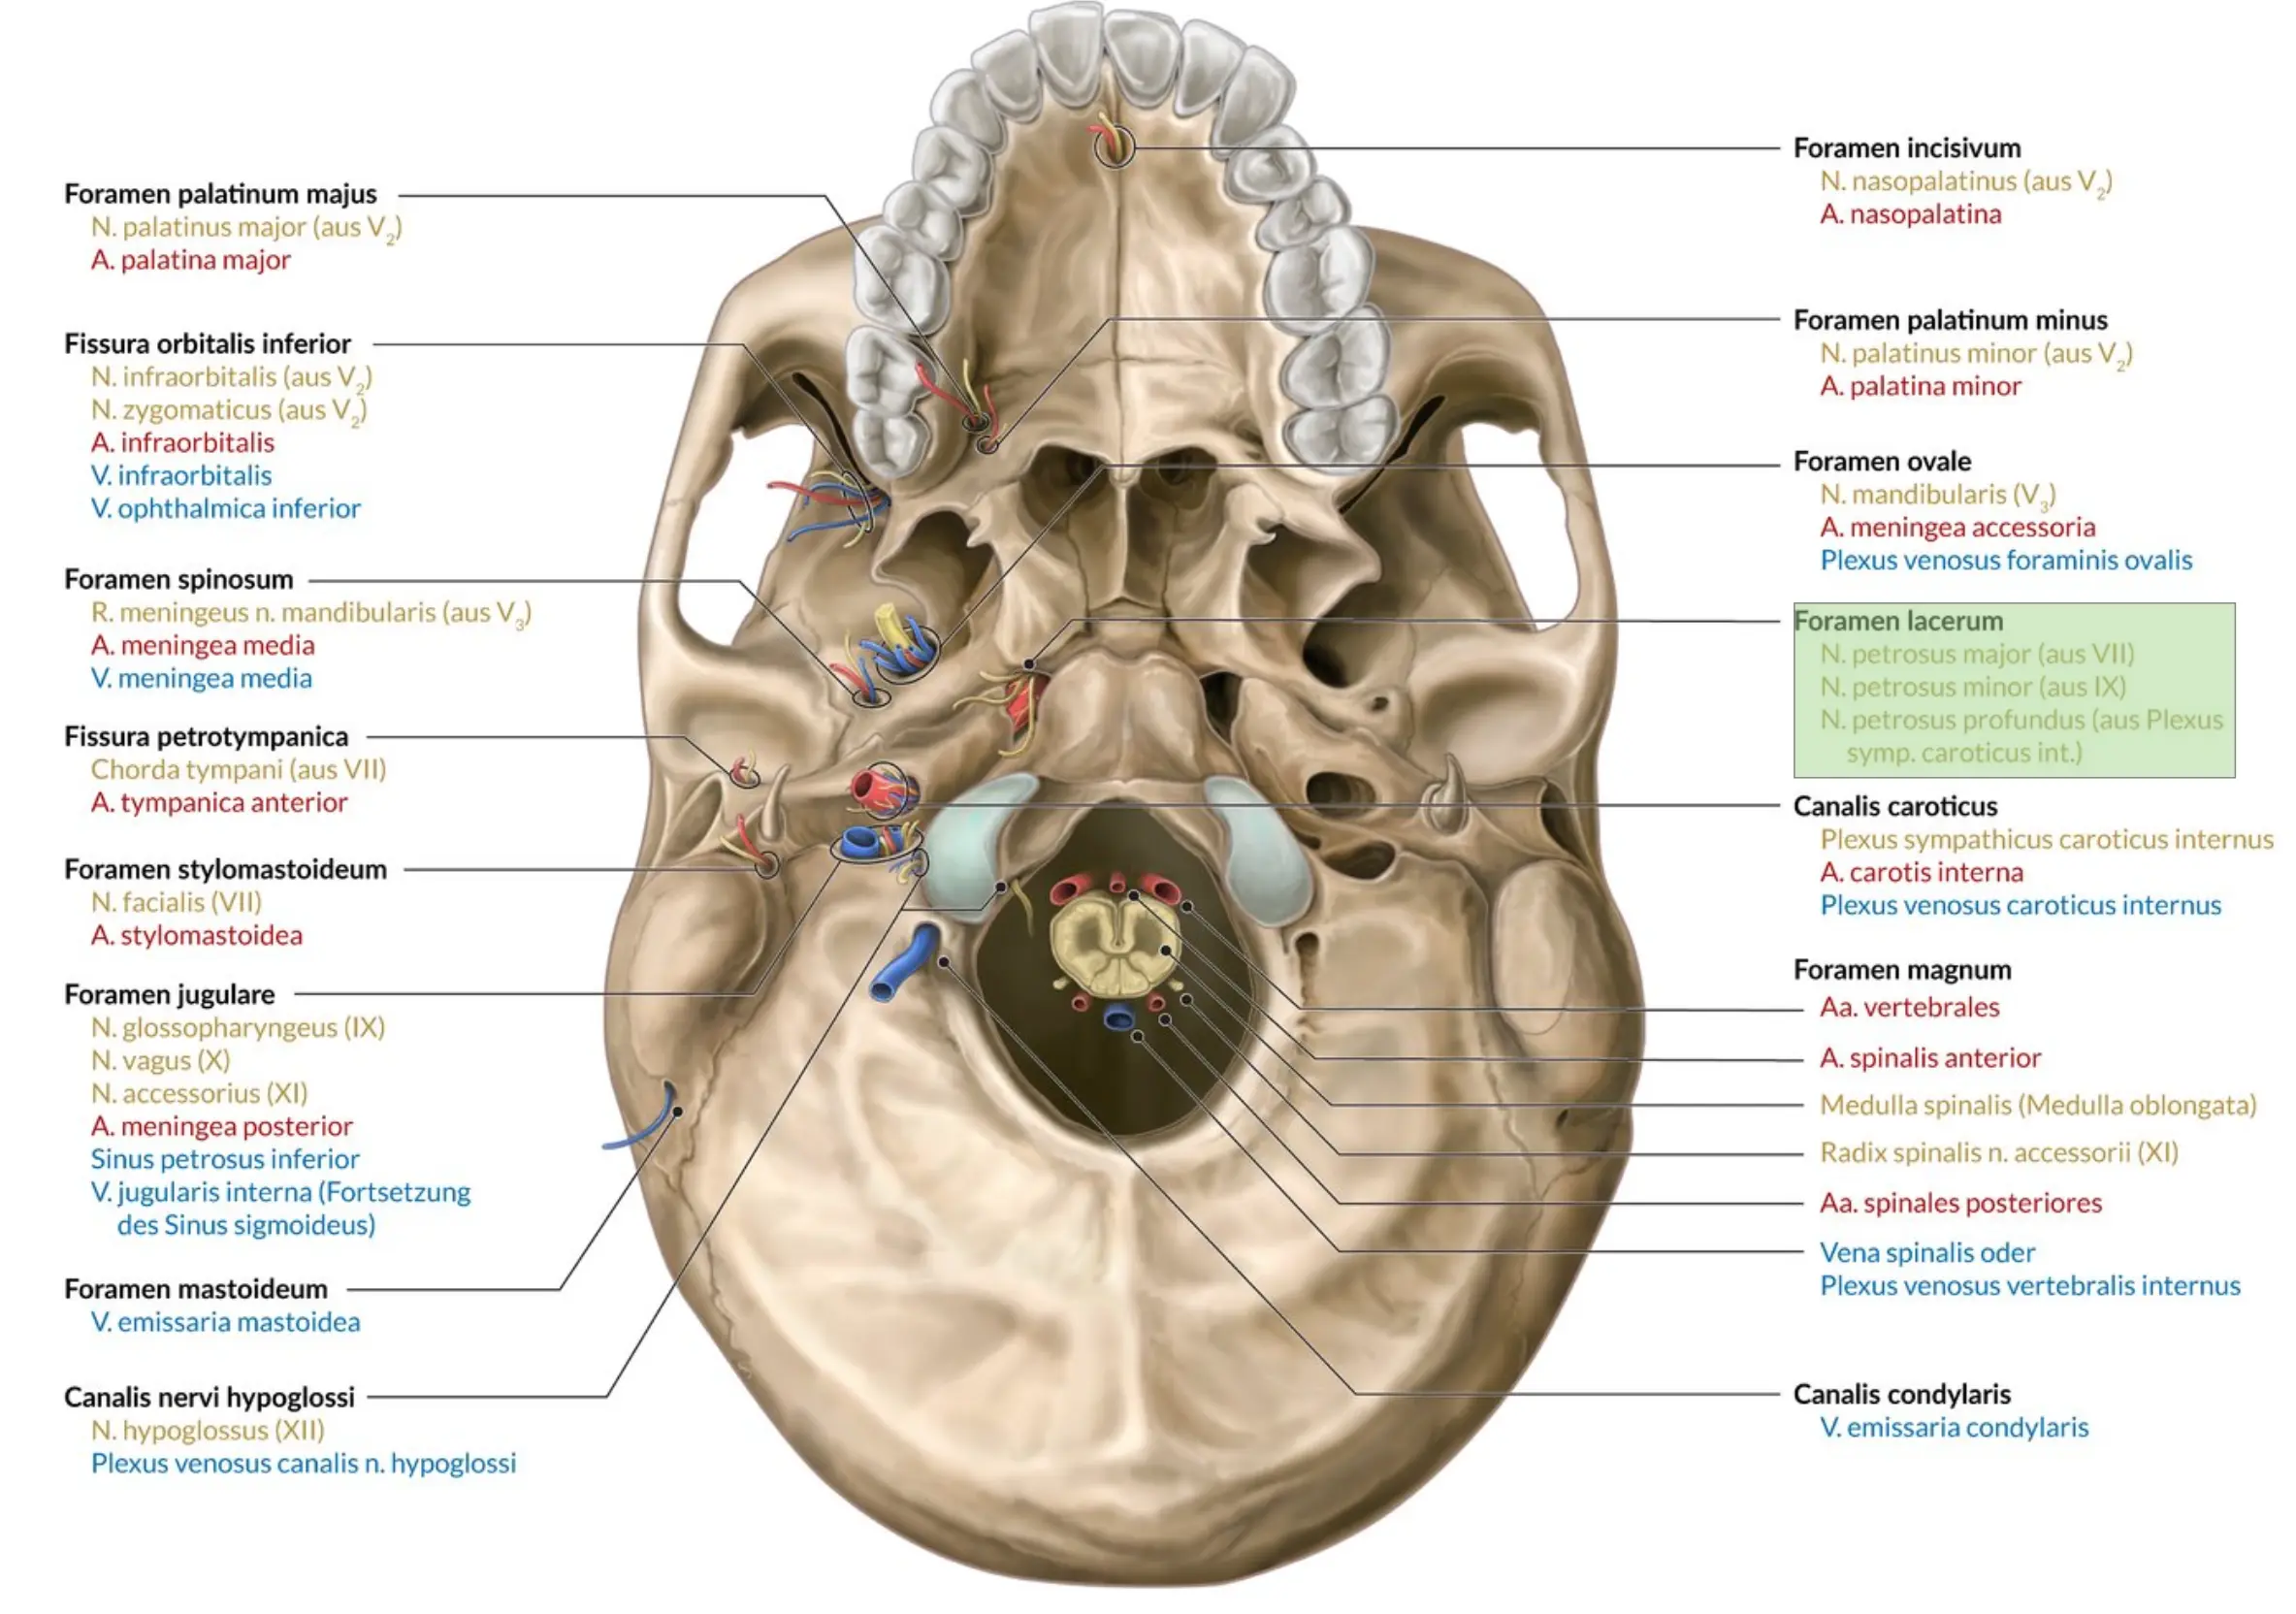 Foramen palatinum majus
N. palatinus major (aus V2)
A. palatina major
Fissura orbitalis inferior
N. infraorbitalis (aus V2)
N. zygomaticus (aus V2)
A. infraorbitalis
V. infraorbitalis
V. ophthalmica inferior
Foramen spinosum
R. meningeus n. mandibularis (aus V3)
A. meningea media
V. meningea media
Fissura petrotympanica
Chorda tympani (aus VII)
A. tympanica anterior
Foramen stylomastoideum
N. facialis (VII)
A. stylomastoidea
Foramen jugulare
N. glossopharyngeus (IX)
N. vagus (X)
N. accessorius (XI)
A. meningea posterior
Sinus petrosus inferior
V. jugularis interna (Fortsetzung
des Sinus sigmoideus)
Foramen mastoideum
V. emissaria mastoidea
Canalis nervi hypoglossi
N. hypoglossus (XII)
Plexus venosus canalis n. hypoglossi
Foramen incisivum
N. nasopalatinus (aus V2)
A. nasopalatina
Foramen palatinum minus
N. palatinus minor (aus V2)
A. palatina minor
Foramen ovale
N. mandibularis (V3)
A. meningea accessoria
Plexus venosus foraminis ovalis
Foramen lacerum
N. petrosus major (aus VII)
N. petrosus minor (aus IX)
N. petrosus profundus (aus Plexus
symp. caroticus int.)
Canalis caroticus
Plexus sympathicus caroticus internus
A. carotis interna
Plexus venosus caroticus internus
Foramen magnum
Aa. vertebrales
A. spinalis anterior
Medulla spinalis (Medulla oblongata)
Radix spinalis n. accessorii (XI)
Aa. spinales posteriores
Vena spinalis oder
Plexus venosus vertebralis internus
Canalis condylaris
V. emissaria condylaris